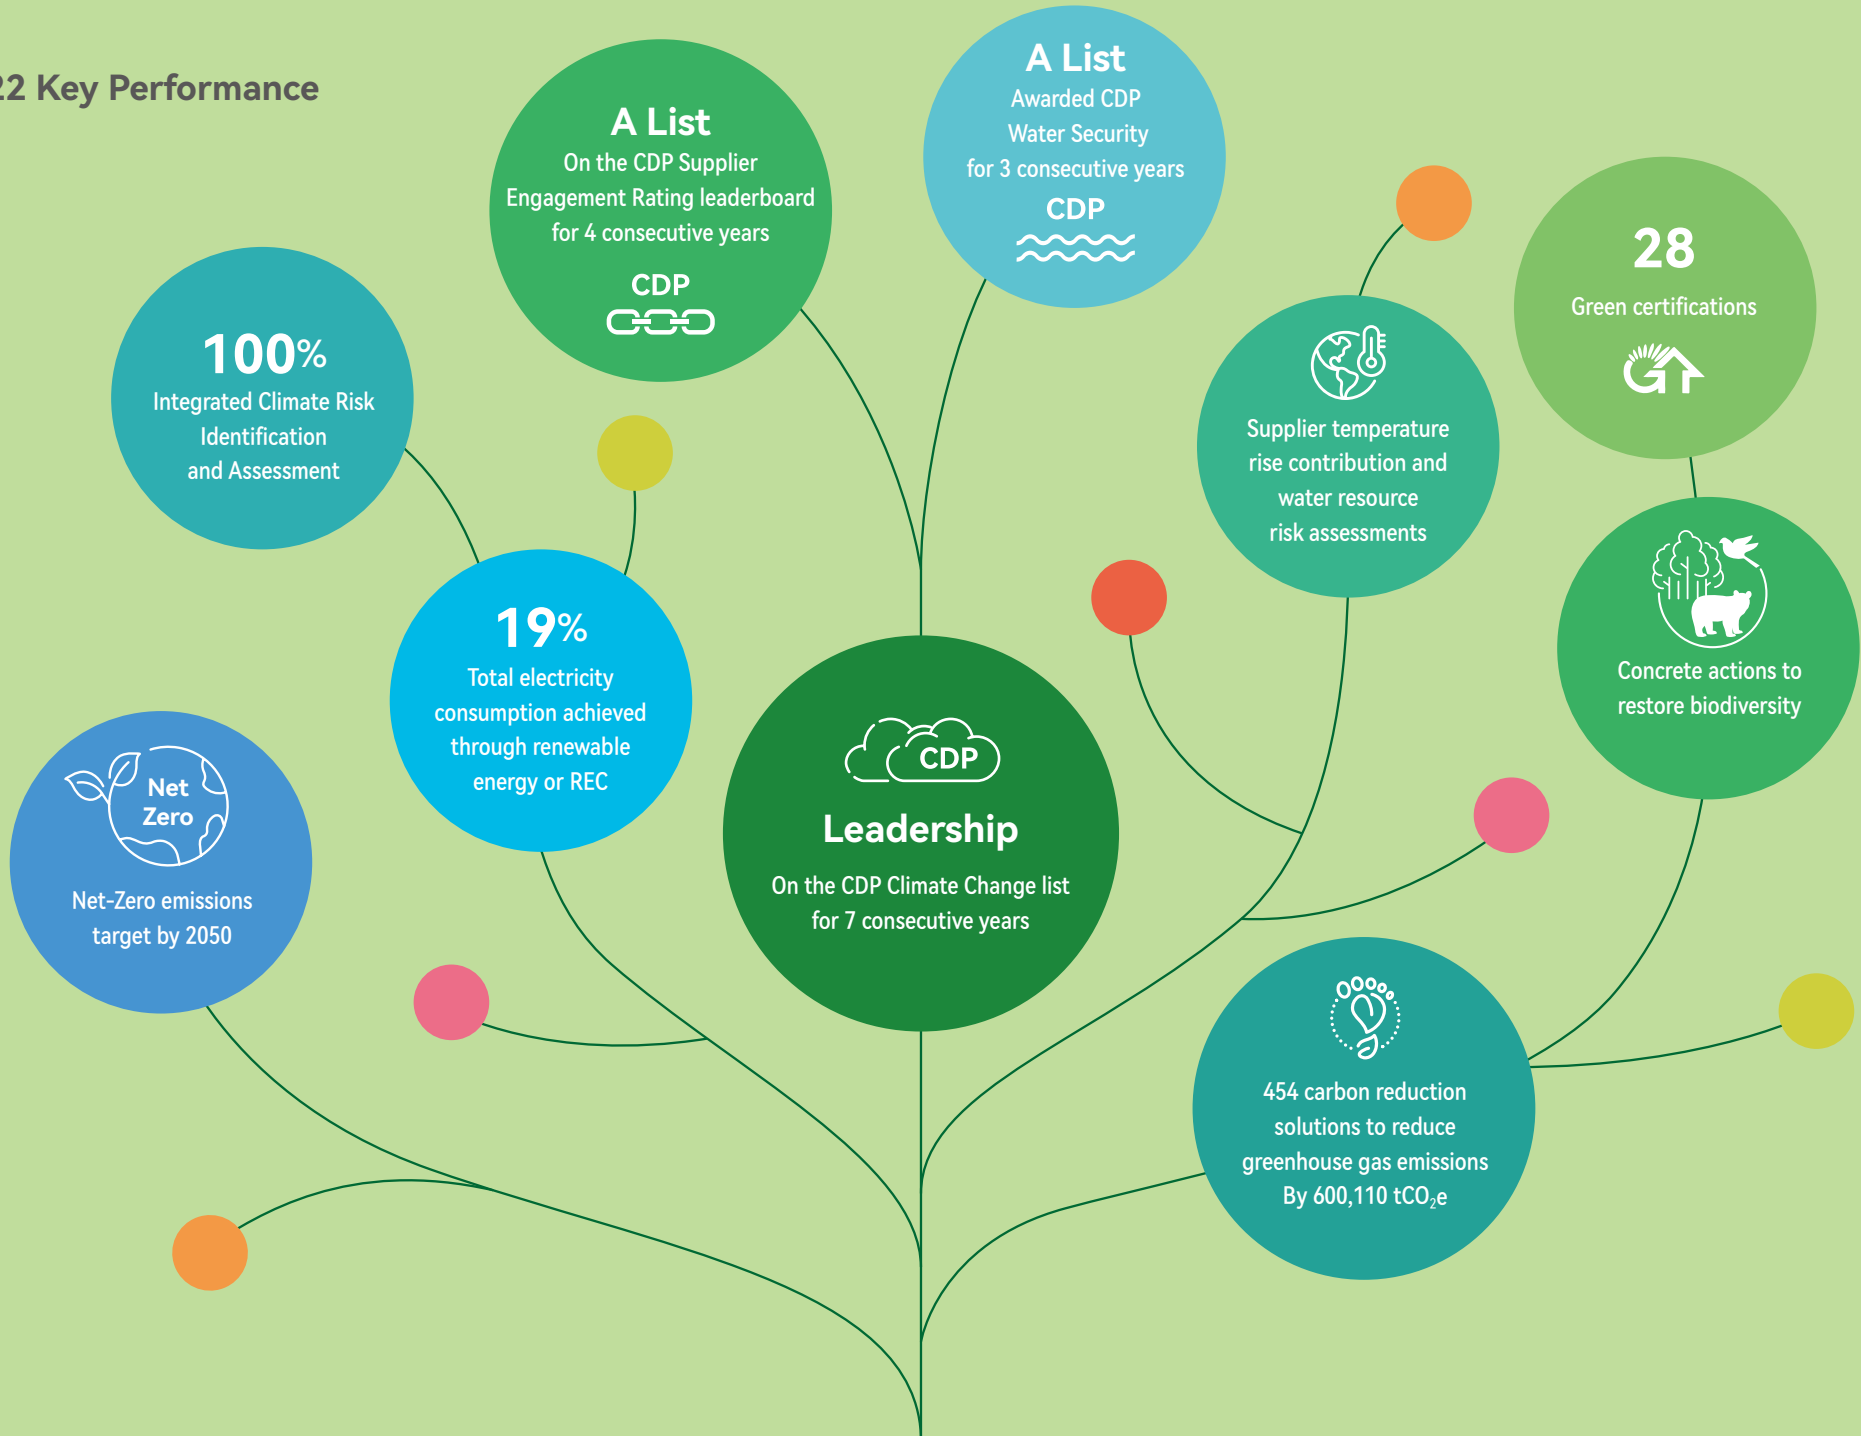 22 Key Performance
A List
On the CDP Supplier
Engagement Rating leaderboard
for 4 consecutive years
CDP
A List
Awarded CDP
Water Security
for 3 consecutive years
CDP
28
Green certifications
100%
Integrated Climate Risk
Identification
and Assessment
Supplier temperature
rise contribution and
water resource
risk assessments
19%
Total electricity
consumption achieved
through renewable
energy or REC
Concrete actions to
restore biodiversity
CDP
Leadership
On the CDP Climate Change list
for 7 consecutive years
Net
Zero
Net-Zero emissions
target by 2050
454 carbon reduction
solutions to reduce
greenhouse gas emissions
By 600,110 tCO₂e